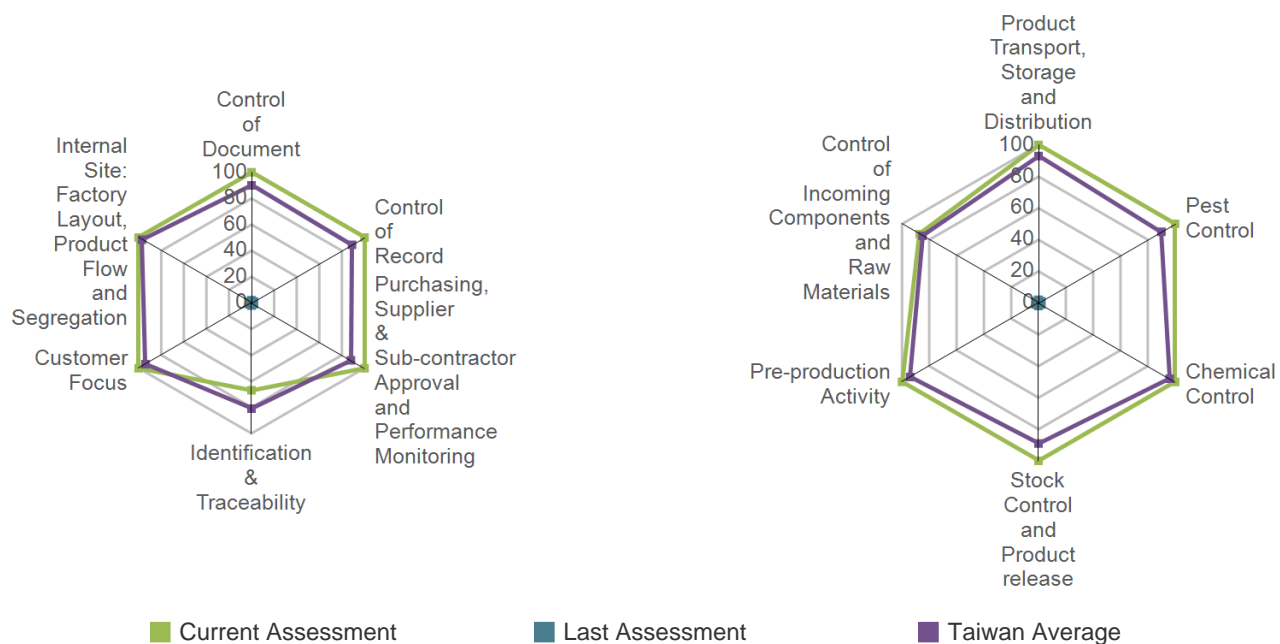 Control
of
Document
Internal
Site:
Factory
Layout,
Product
Flow
and
Segregation
100
80
60
40
20
0
Control
of
Record
Purchasing,
Supplier
&
Sub-contractor
Approval
and
Performance
Monitoring
Customer
Focus
Identification
&
Traceability
Product
Transport,
Storage
and
Distribution
Control
of
Incoming
Components
and
Raw
Materials
100
80
60
40
20
0
Pest
Control
Pre-production
Activity
Chemical
Control
Stock
Control
and
Product
release
Current Assessment
Last Assessment
Taiwan Average